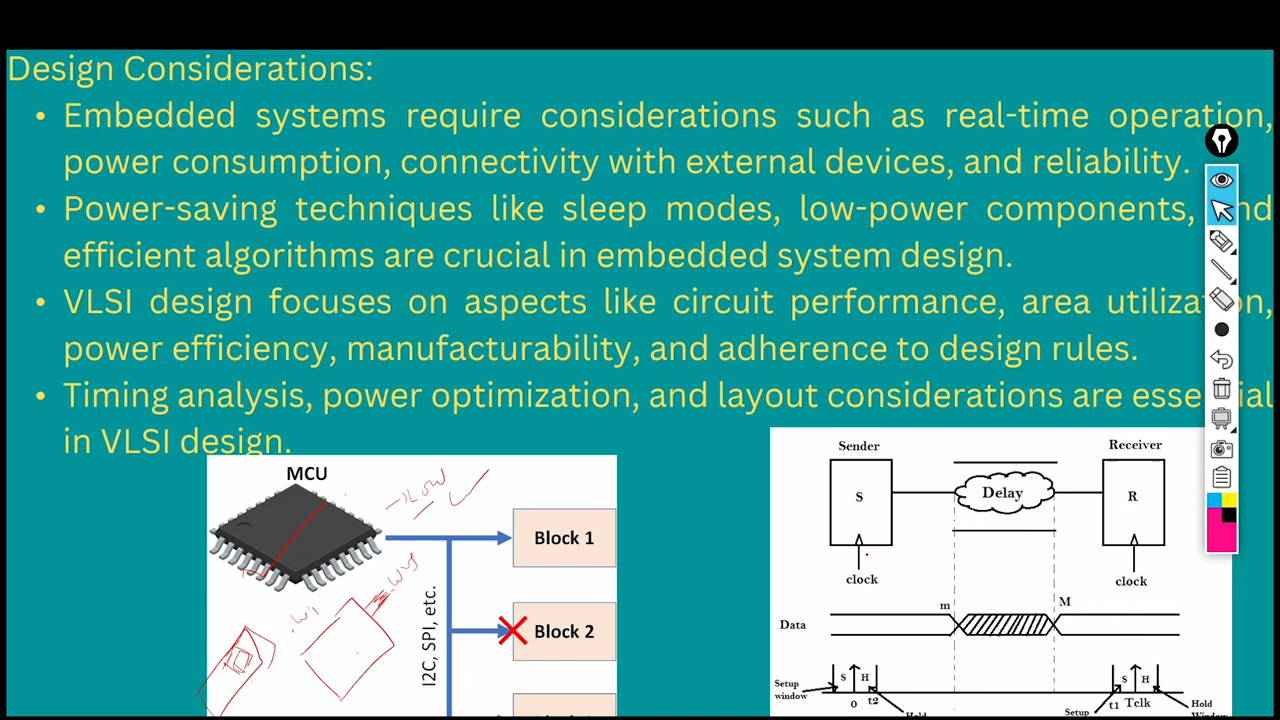 Design Considerations:
• Embedded systems require considerations such as real-time operation,
power consumption, connectivity with external devices, and reliability.
• Power-saving techniques like sleep modes, low-power components, and
efficient algorithms are crucial in embedded system design.
• VLSI design focuses on aspects like circuit performance, area utilization,
power efficiency, manufacturability, and adherence to design rules.
• Timing analysis, power optimization, and layout considerations are essential
in VLSI design.
MCU
Block 1
Block 2
I2C, SPI, etc.
Sender
Receiver
S
Delay
R
clock
clock
m
M
Data
S H
S H
Setup
window
0 t2
Hold
Setup
t1 Tclk
Hold
Window